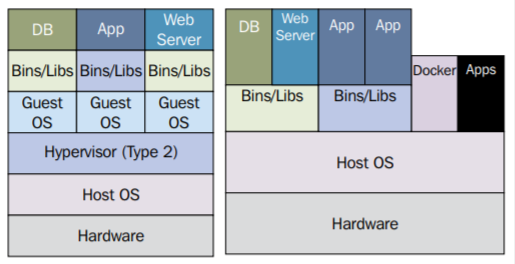 DB
App
Web
Server
Bins/Libs
Bins/Libs
Bins/Libs
Guest
OS
Guest
OS
Guest
OS
Hypervisor (Type 2)
Host OS
Hardware
DB
Web
Server
App
App
Docker
Apps
Bins/Libs
Bins/Libs
Host OS
Hardware